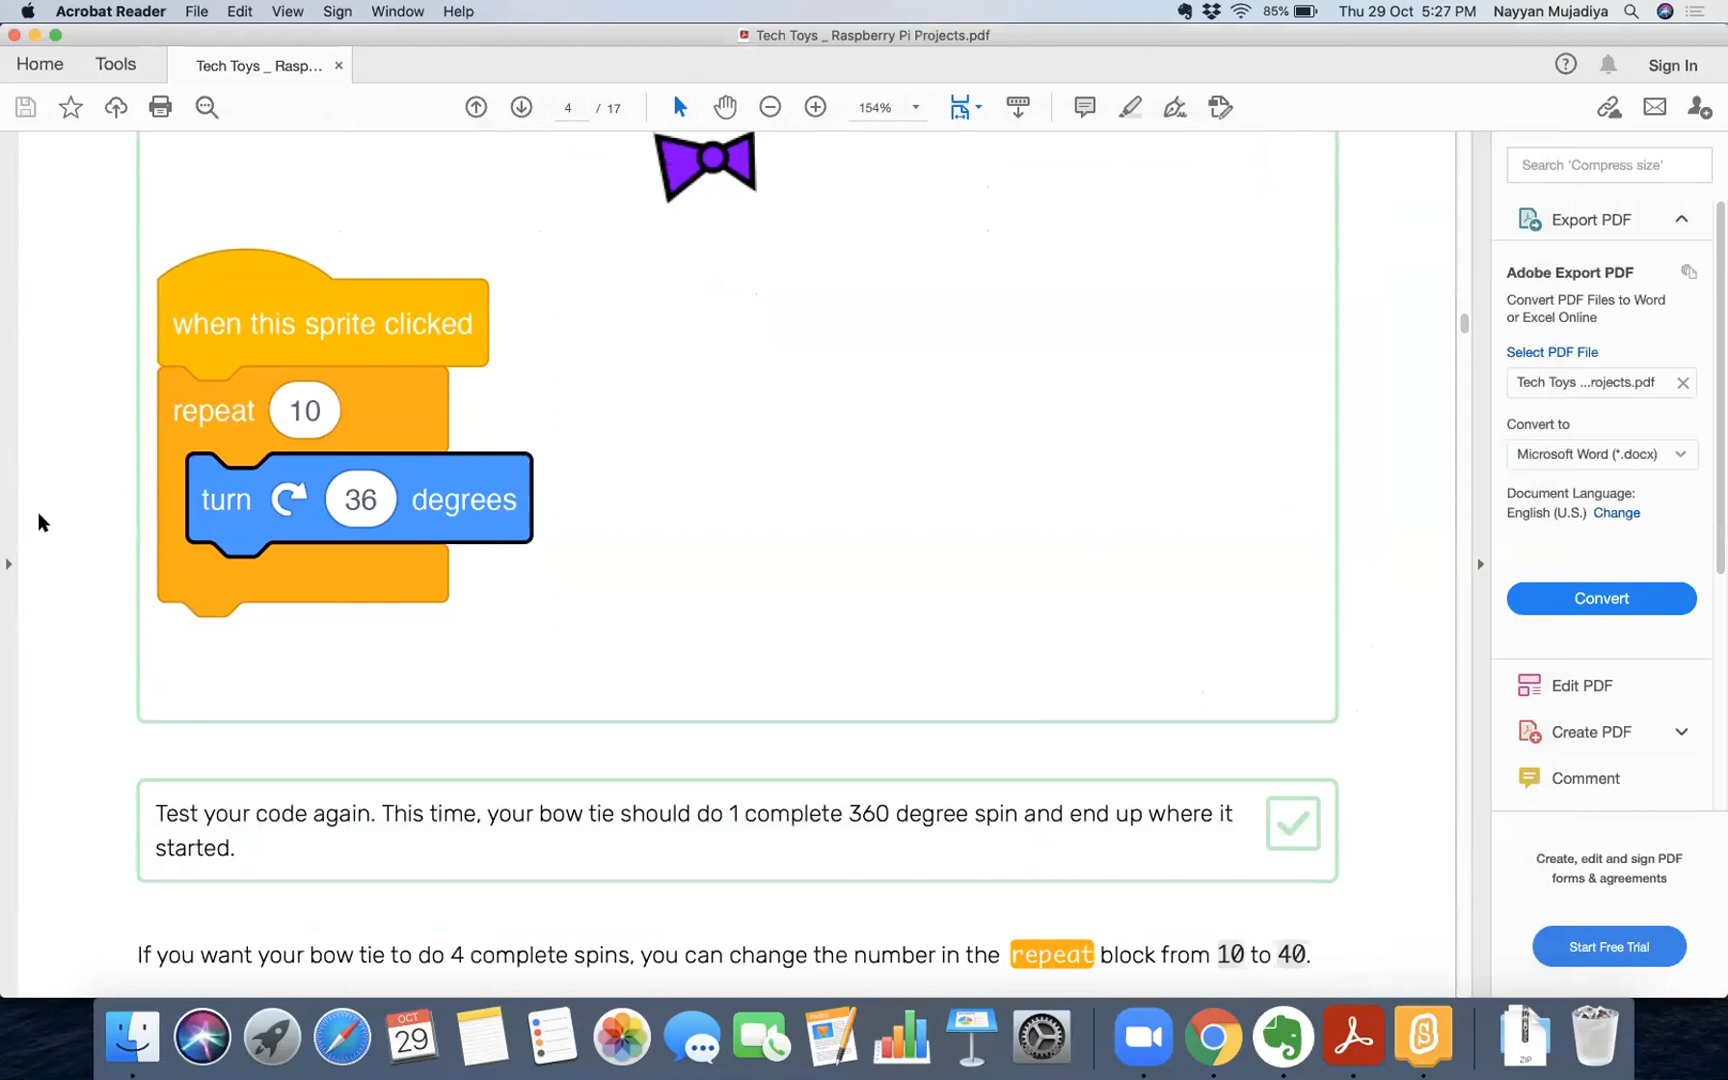 Acrobat Reader File Edit View Sign Window Help 85% Thu 29 Oct 5:27 PM Nayyan Mujadiya
Tech Toys _ Raspberry Pi Projects.pdf
Home Tools Tech Toys _ Rasp... Sign In
4 / 17 154%
Search 'Compress size'
Export PDF
Adobe Export PDF
Convert PDF Files to Word
or Excel Online
Select PDF File
Tech Toys ...rojects.pdf
Convert to
Microsoft Word (*.docx)
Document Language:
English (U.S.) Change
Convert
Edit PDF
Create PDF
Comment
Create, edit and sign PDF
forms & agreements
Start Free Trial
when this sprite clicked
repeat 10
turn 36 degrees
Test your code again. This time, your bow tie should do 1 complete 360 degree spin and end up where it
started.
If you want your bow tie to do 4 complete spins, you can change the number in the repeat block from 10 to 40.
OCT
29
ZIP